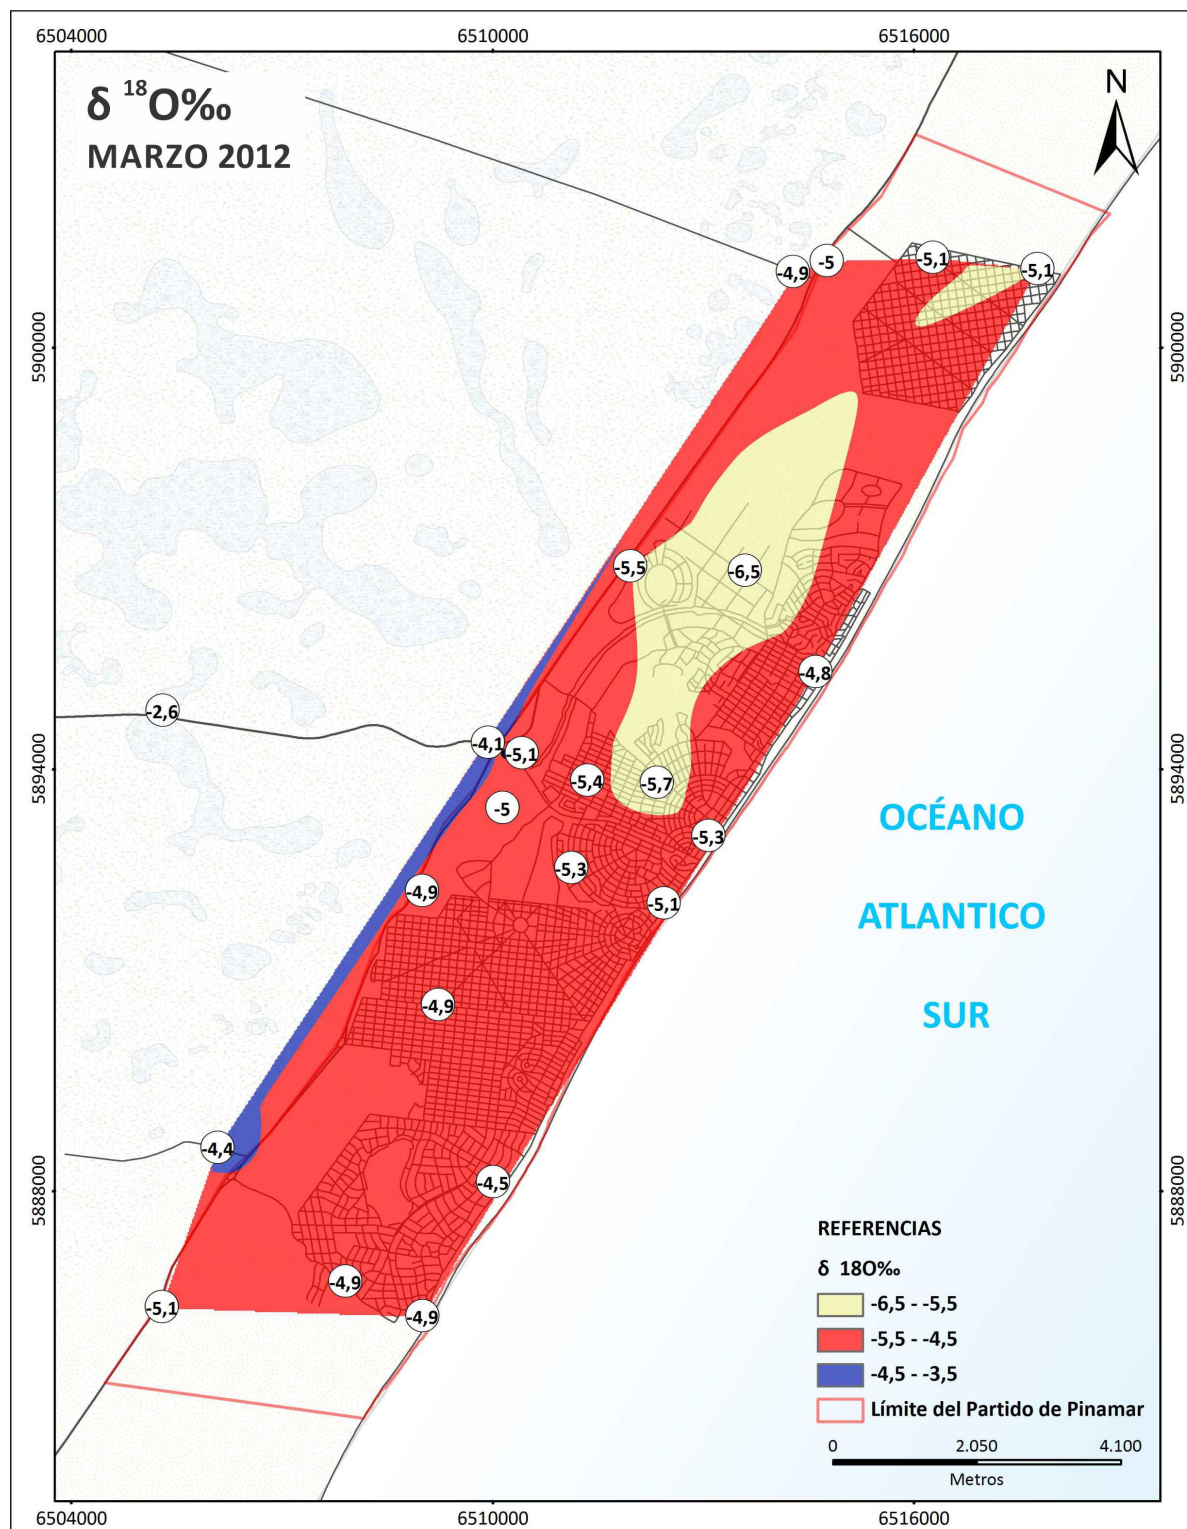 6504000
6510000
6516000
δ ¹⁸O‰
MARZO 2012
N
-4,9
-5
-5,1
-5,1
5900000
5900000
-5,5
-6,5
-4,8
-2,6
-4,1
-5,1
-5,4
-5,7
5894000
5894000
-5
-5,3
-5,3
-4,9
-5,1
OCÉANO
ATLANTICO
SUR
-4,9
-4,4
-4,5
5888000
5888000
-4,9
-5,1
-4,9
REFERENCIAS
δ 18O‰
-6,5 - -5,5
-5,5 - -4,5
-4,5 - -3,5
Límite del Partido de Pinamar
0 2.050 4.100
Metros
6504000
6510000
6516000